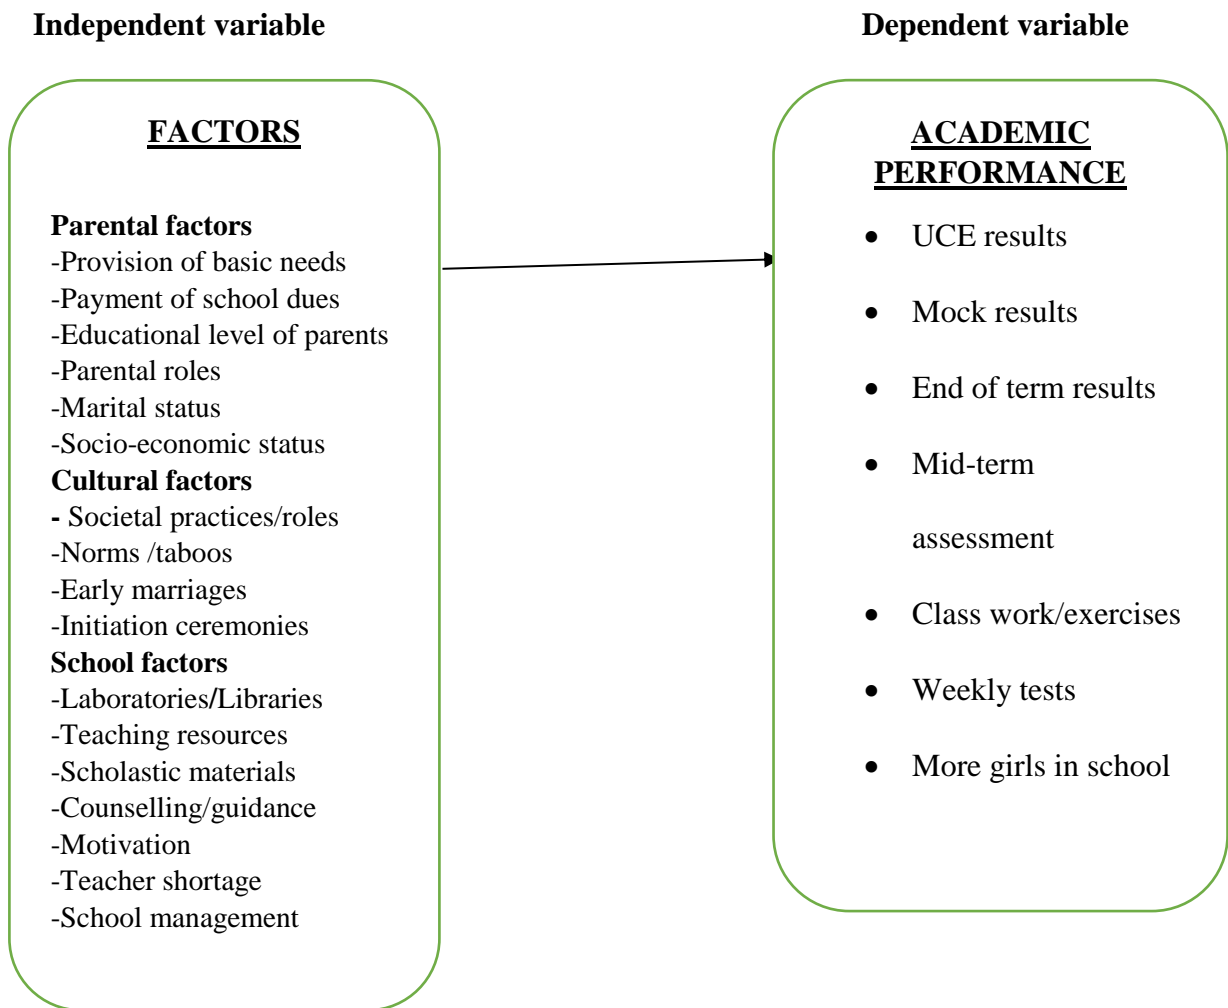 Independent variable
Dependent variable
FACTORS
Parental factors
-Provision of basic needs
-Payment of school dues
-Educational level of parents
-Parental roles
-Marital status
-Socio-economic status
Cultural factors
- Societal practices/roles
-Norms /taboos
-Early marriages
-Initiation ceremonies
School factors
-Laboratories/Libraries
-Teaching resources
-Scholastic materials
-Counselling/guidance
-Motivation
-Teacher shortage
-School management
ACADEMIC
PERFORMANCE
• UCE results
• Mock results
• End of term results
• Mid-term
assessment
• Class work/exercises
• Weekly tests
• More girls in school